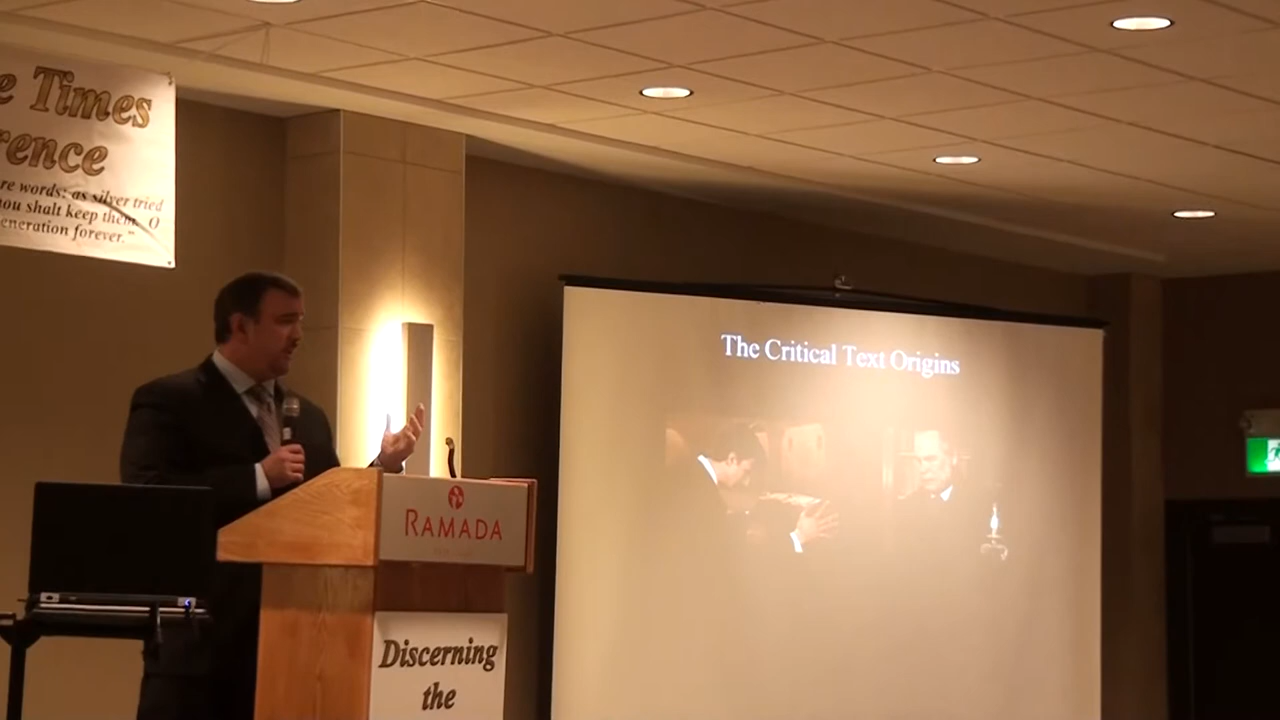 e Times
rence
re words: as silver tried
ou shalt keep them, O
eneration forever."
The Critical Text Origins
RAMADA
Discerning
the